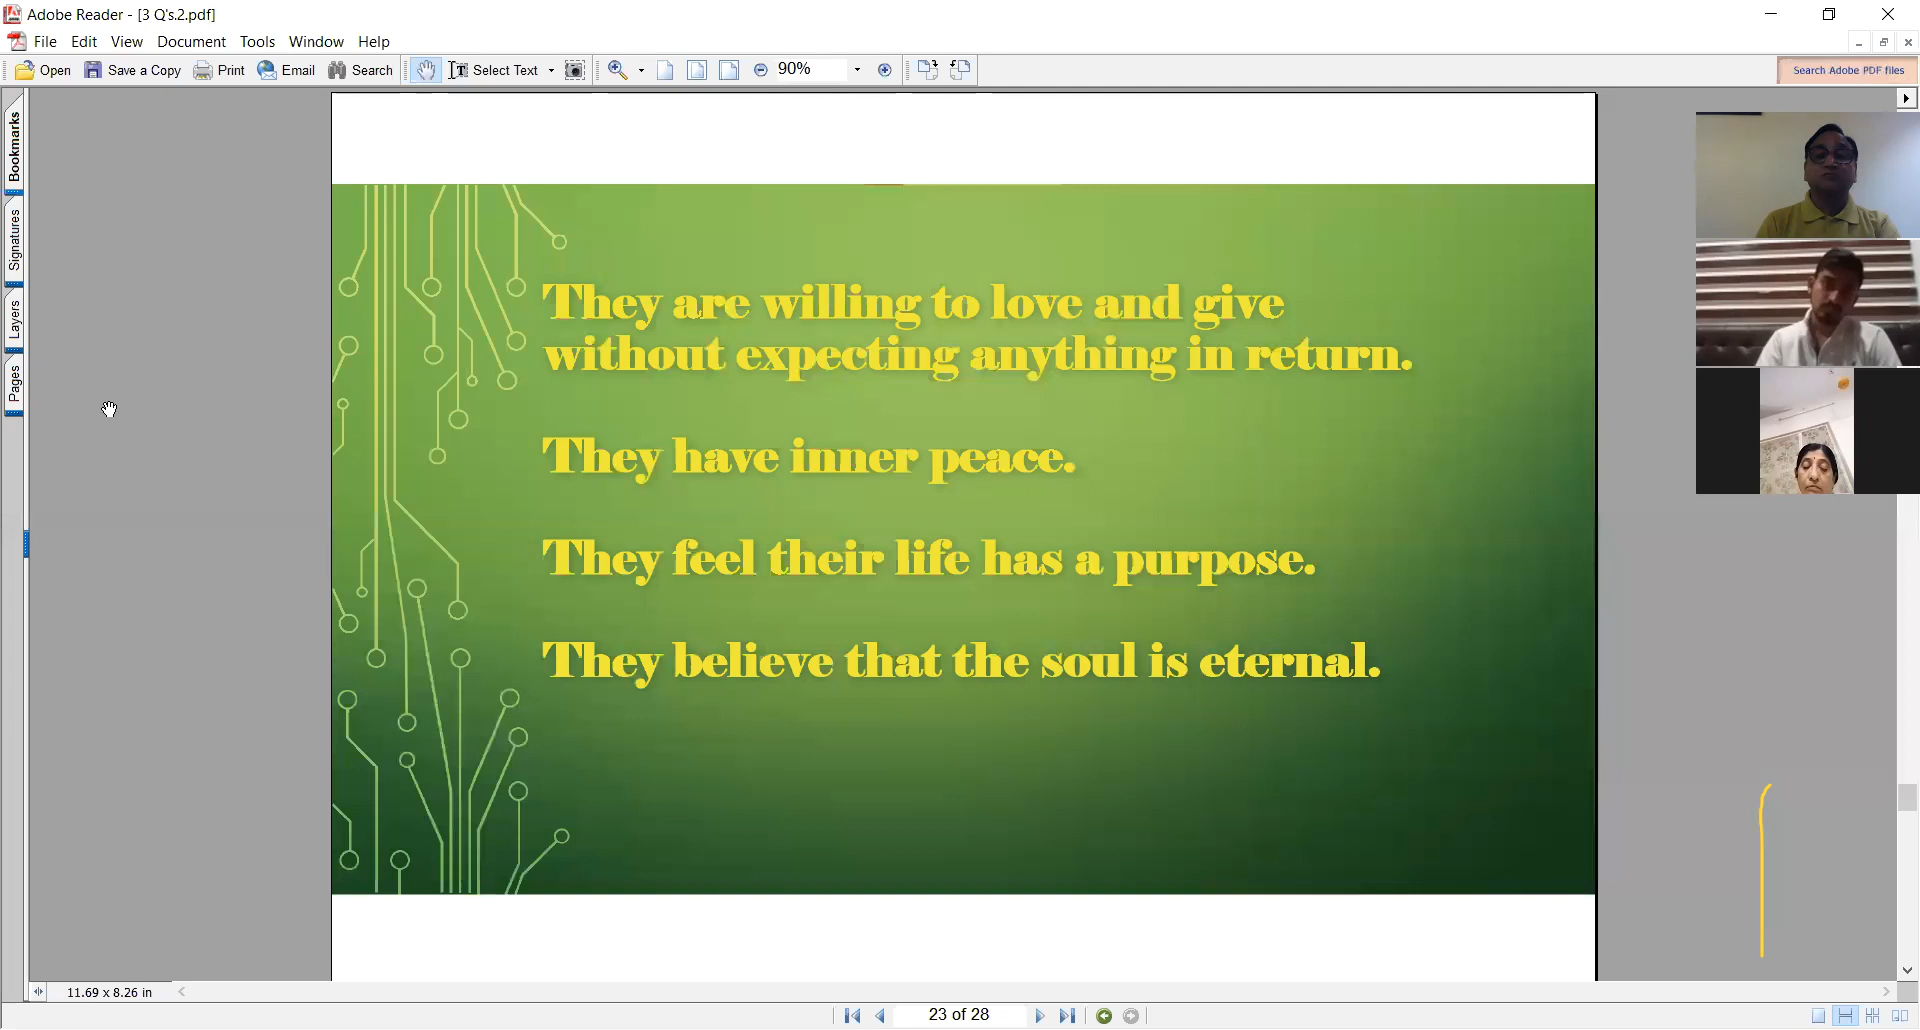 Adobe Reader - [3 Q's.2.pdf]
File Edit View Document Tools Window Help
Open Save a Copy Print Email Search Select Text 90% Search Adobe PDF files
Bookmarks
Signatures
Layers
Pages
They are willing to love and give
without expecting anything in return.
They have inner peace.
They feel their life has a purpose.
They believe that the soul is eternal.
11.69 x 8.26 in
23 of 28